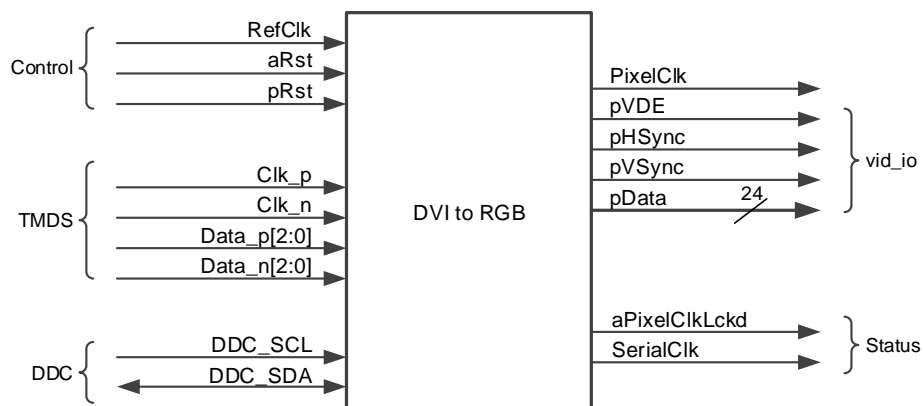 Control
RefClk
aRst
pRst
TMDS
Clk_p
Clk_n
Data_p[2:0]
Data_n[2:0]
DDC
DDC_SCL
DDC_SDA
DVI to RGB
PixelClk
pVDE
pHSync
pVSync
pData
24
vid_io
aPixelClkLckd
SerialClk
Status